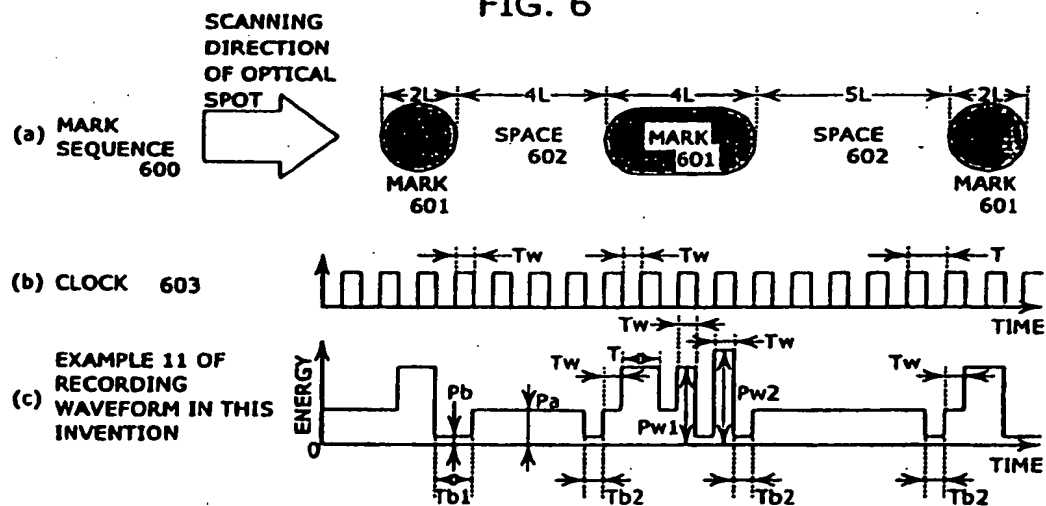 FIG. 6
SCANNING
DIRECTION
OF OPTICAL
SPOT
2L 4L 4L 5L 2L
(a) MARK
SEQUENCE
600
SPACE
602
MARK
601
SPACE
602
MARK
601
MARK
601
Tw Tw T
(b) CLOCK 603
TIME
Tw
EXAMPLE 11 OF
RECORDING
WAVEFORM IN THIS
INVENTION
(c)
ENERGY
0
Tw T Tw Tw
Pb Pa Pw1 Pw2
TIME
Tb1 Tb2 Tb2 Tb2